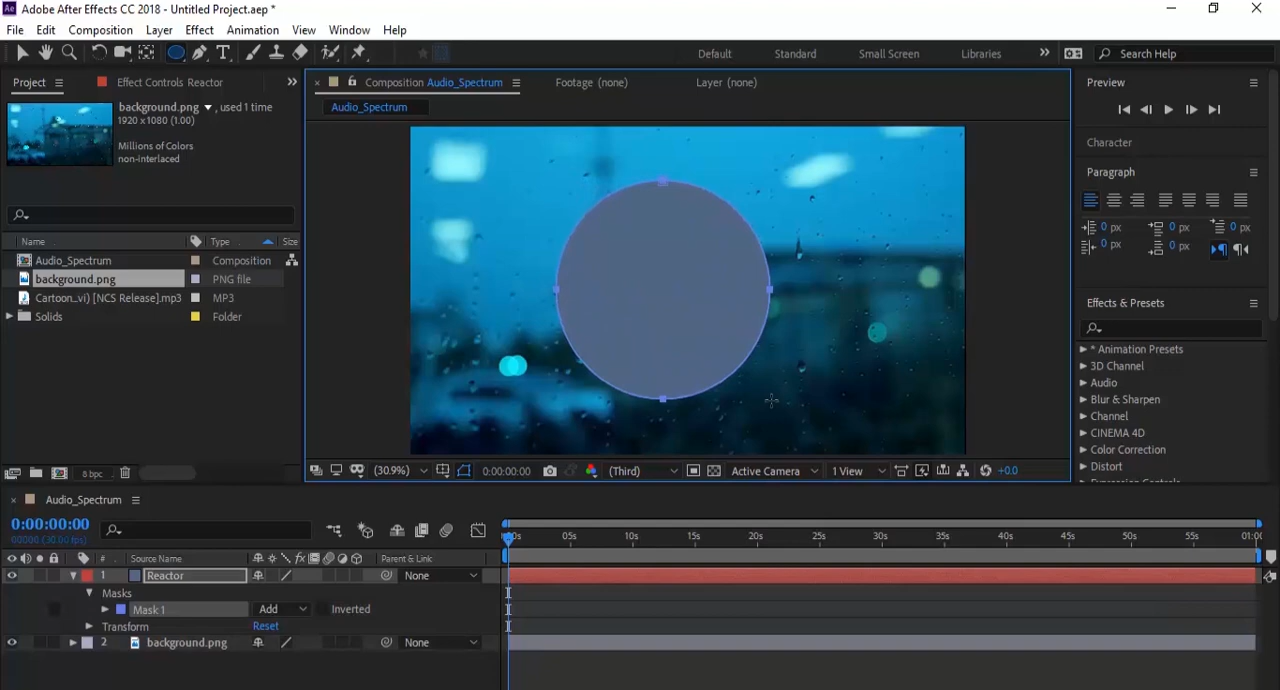 Adobe After Effects CC 2018 - Untitled Project.aep *
File Edit Composition Layer Effect Animation View Window Help
Default Standard Small Screen Libraries Search Help
Project Effect Controls Reactor
background.png , used 1 time
1920 x 1080 (1.00)
Millions of Colors
non-interlaced
Name Type Size
Audio_Spectrum Composition
background.png PNG file
Cartoon_vi) [NCS Release].mp3 MP3
Solids Folder
8 bpc
Composition Audio_Spectrum Footage (none) Layer (none)
Audio_Spectrum
(30.9%) 0:00:00:00 (Third) Active Camera 1 View +0.0
Preview
Character
Paragraph
0 px 0 px 0 px
0 px 0 px
Effects & Presets
* Animation Presets
3D Channel
Audio
Blur & Sharpen
Channel
CINEMA 4D
Color Correction
Distort
Expression Controls
Audio_Spectrum
0:00:00:00
00000 (30.00 fps)
# Source Name Parent & Link
1 Reactor None
Masks
Mask 1 Add Inverted
Transform Reset
2 background.png None
05s 10s 15s 20s 25s 30s 35s 40s 45s 50s 55s 01:00